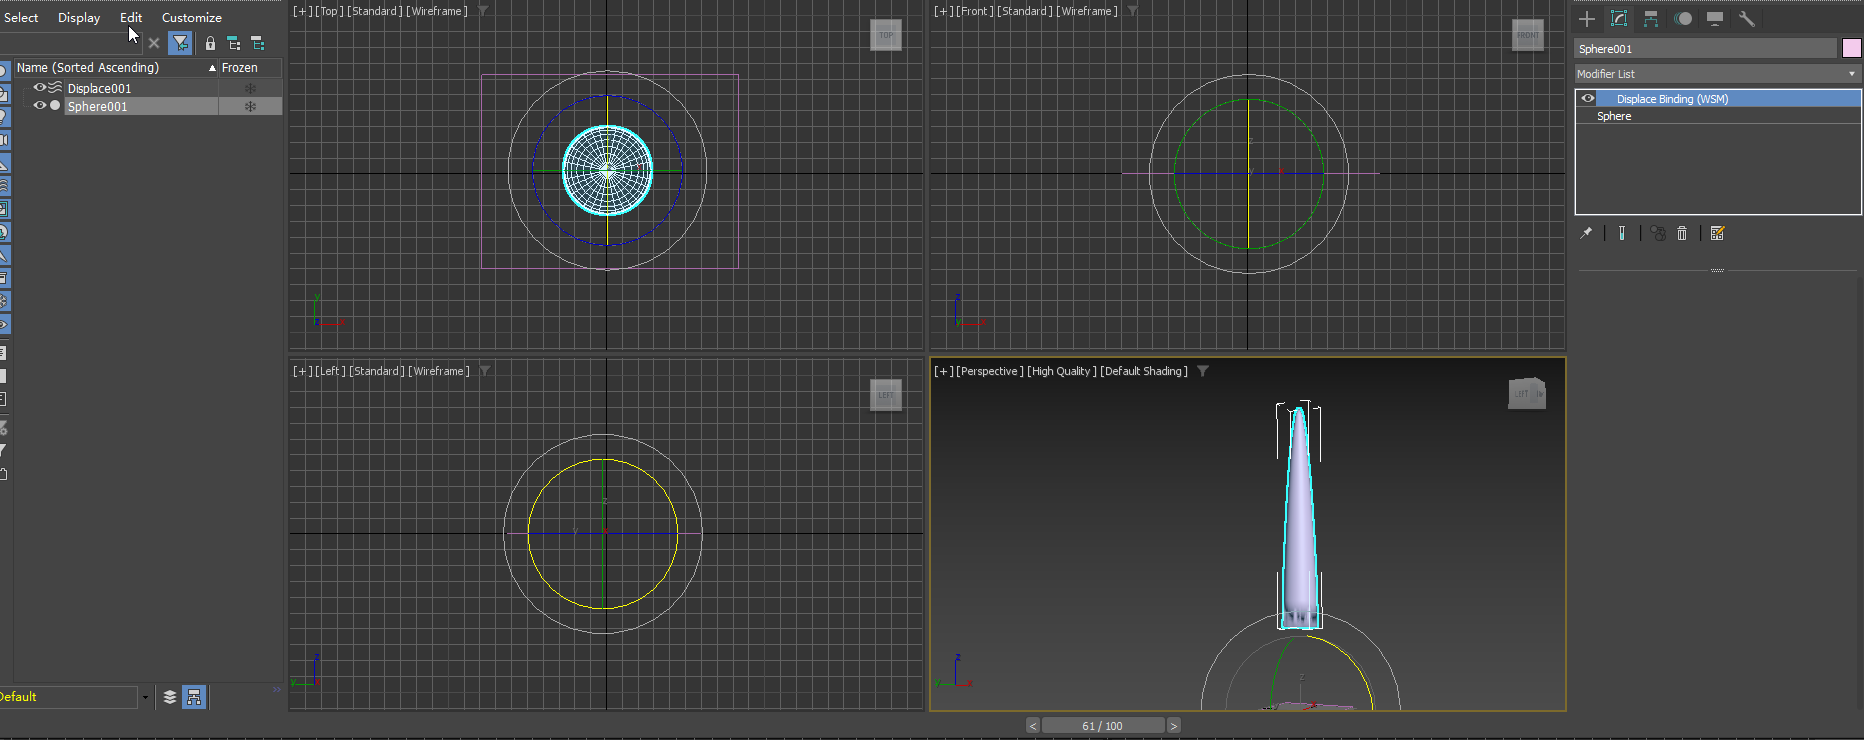 Select Display Edit Customize
Name (Sorted Ascending) Frozen
Displace001
Sphere001
Default
[+] [Top] [Standard] [Wireframe]
TOP
y
[+] [Front] [Standard] [Wireframe]
FRONT
z
[+] [Left] [Standard] [Wireframe]
LEFT
z
y
[+] [Perspective] [High Quality] [Default Shading]
LEFT
z
< 61 / 100 >
Sphere001
Modifier List
Displace Binding (WSM)
Sphere